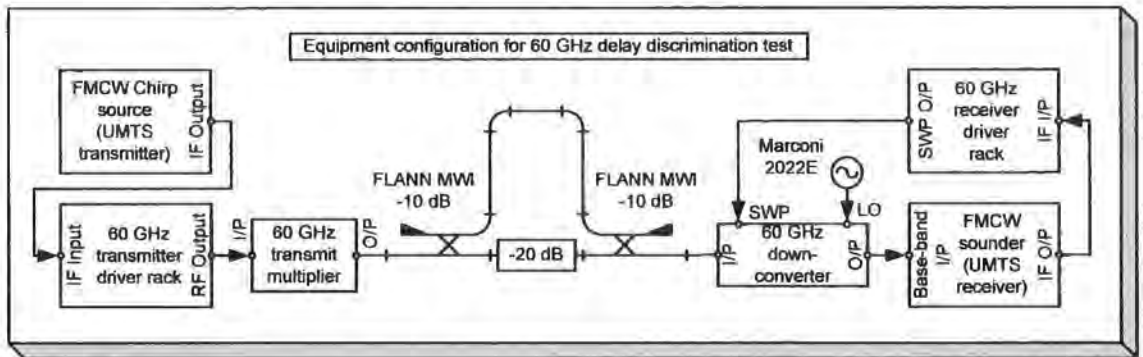 Equipment configuration for 60 GHz delay discrimination test
FMCW Chirp
source
(UMTS
transmitter)
IF Output
60 GHz
transmitter
driver rack
IF Input
RF Output
I/P
60 GHz
transmit
multiplier
O/P
FLANN MWI
-10 dB
-20 dB
FLANN MWI
-10 dB
Marconi
2022E
SWP
LO
I/P
60 GHz
down-
converter
O/P
SWP O/P
60 GHz
receiver
driver
rack
IF I/P
Base-band
I/P
FMCW
sounder
(UMTS
receiver)
IF O/P